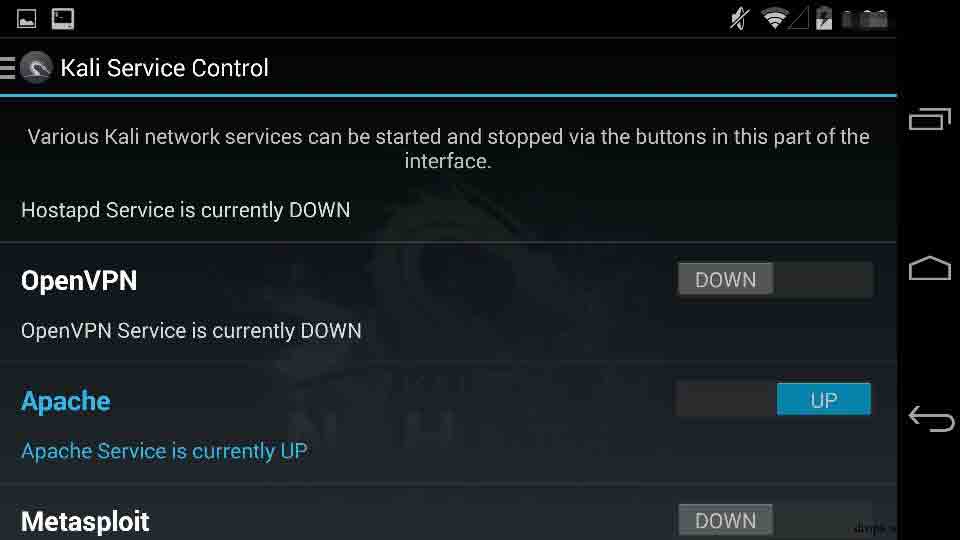 Kali Service Control
Various Kali network services can be started and stopped via the buttons in this part of the
interface.
Hostapd Service is currently DOWN
OpenVPN
DOWN
OpenVPN Service is currently DOWN
Apache
UP
Apache Service is currently UP
Metasploit
DOWN